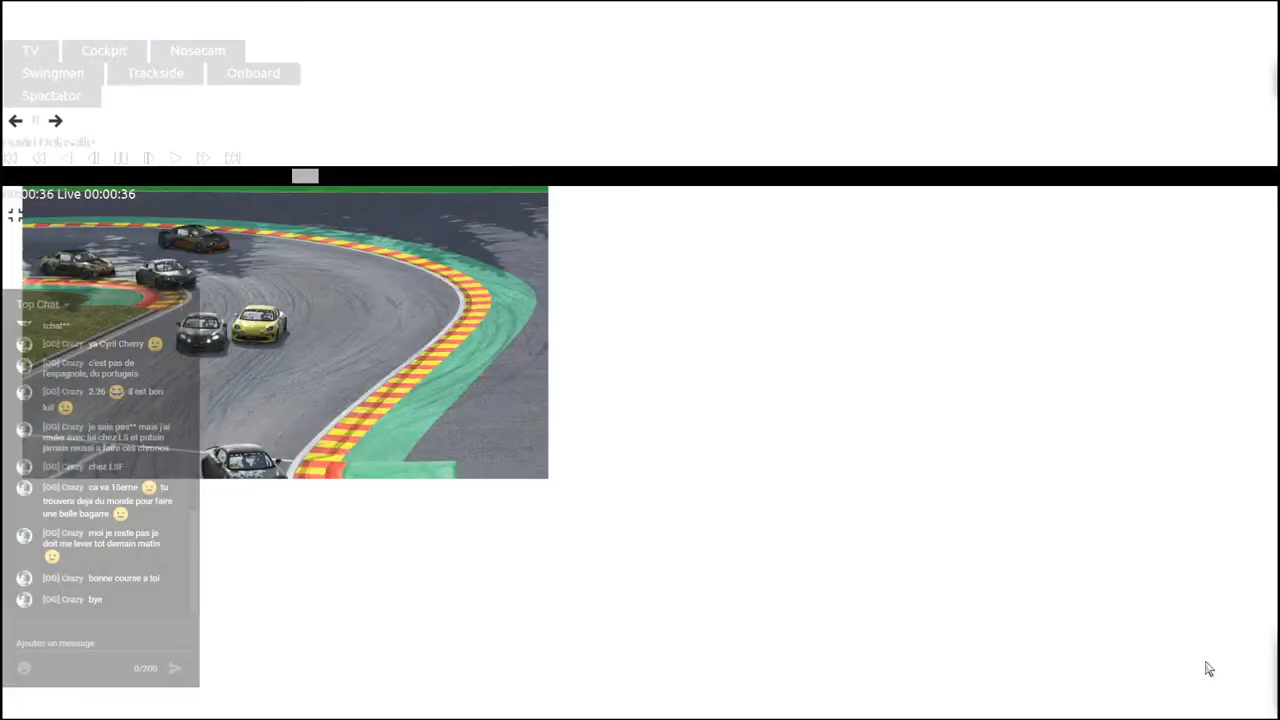 TV Cockpit Nosecam
Swingman Trackside Onboard
Spectator
00:36 Live 00:00:36
Top Chat
tchat^^
[OG] Crazy ya Cyril Cherry
[OG] Crazy c'est pas de
l'espagnole, du portugais
[OG] Crazy 2.26 il est bon
lui!
[OG] Crazy je sais pas^^ mais j'ai
rouler avec lui chez LS et putain
jamais reussi a faire ces chronos
[OG] Crazy chez LSF
[OG] Crazy ca va 15eme tu
trouvera deja du monde pour faire
une belle bagarre
[OG] Crazy moi je reste pas je
doit me lever tot demain matin
[OG] Crazy bonne course a toi
[OG] Crazy bye
Ajoutez un message
0/200